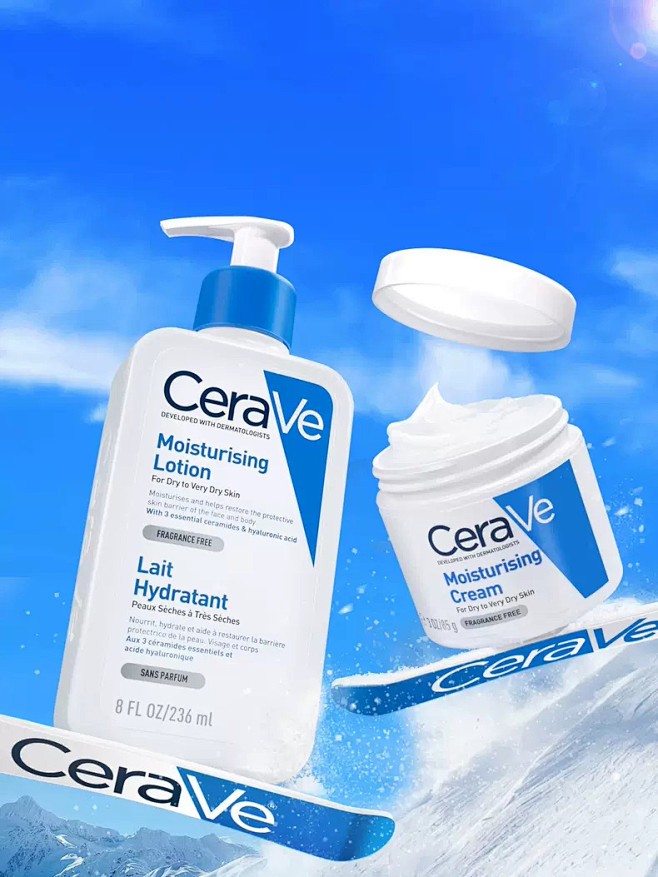 CeraVe
DEVELOPED WITH DERMATOLOGISTS
Moisturising
Lotion
For Dry to Very Dry Skin
Moisturises and helps restore the protective
skin barrier of the face and body
With 3 essential ceramides & hyaluronic acid
FRAGRANCE FREE
Lait
Hydratant
Peaux Sèches à Très Sèches
Nourrit, hydrate et aide à restaurer la barrière
protectrice de la peau. Visage et corps
Aux 3 céramides essentiels et
acide hyaluronique
SANS PARFUM
8 FL OZ/236 ml
CeraVe
DEVELOPED WITH DERMATOLOGISTS
Moisturising
Cream
For Dry to Very Dry Skin
3 OZ/85 g FRAGRANCE FREE
CeraVe
CeraVe®